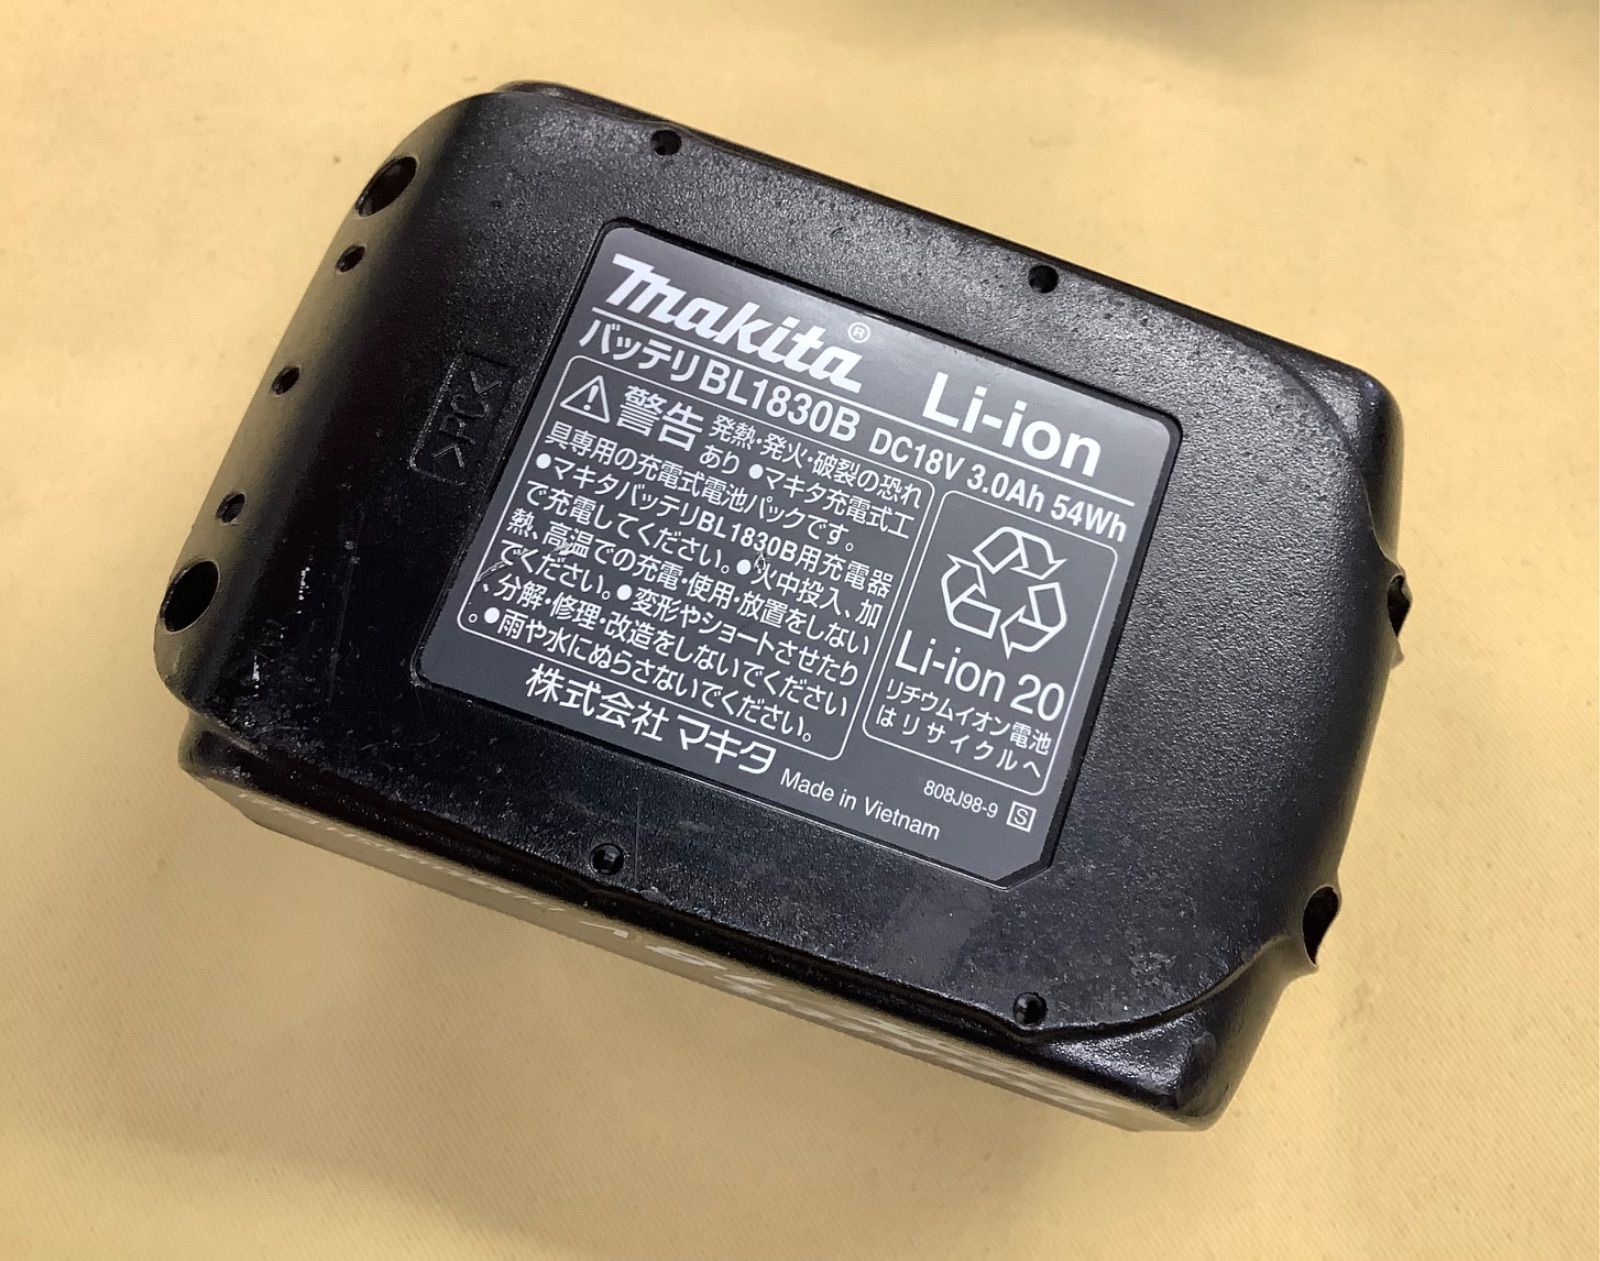 makita®
Li-ion
バッテリBL1830B DC18V 3.0Ah 54Wh
警告 発熱・発火・破裂の恐れ
あり ●マキタ充電式工
具専用の充電式電池パックです。
●マキタバッテリBL1830B用充電器
で充電してください。●火中投入、加
熱、高温での充電・使用・放置をしない
でください。●変形やショートさせたり
、分解・修理・改造をしないでください
。●雨や水にぬらさないでください。
Li-ion 20
リチウムイオン電池
はリサイクルへ
株式会社 マキタ Made in Vietnam
808J98-9 S
>PC<